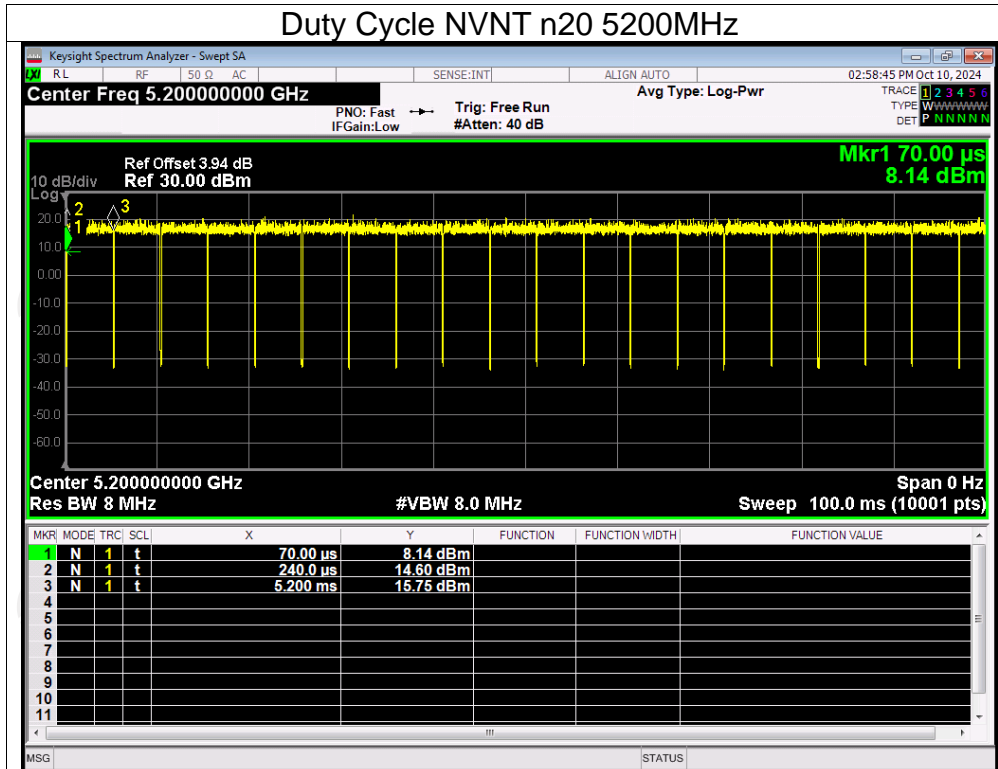 Duty Cycle NVNT n20 5200MHz
Keysight Spectrum Analyzer - Swept SA
LXI RL RF 50 Ω AC SENSE:INT ALIGN AUTO 02:58:45 PM Oct 10, 2024
Center Freq 5.200000000 GHz Avg Type: Log-Pwr TRACE 1 2 3 4 5 6
PNO: Fast Trig: Free Run TYPE WWWWWW
IFGain:Low #Atten: 40 dB DET P N N N N N
Mkr1 70.00 µs
8.14 dBm
Ref Offset 3.94 dB
10 dB/div Ref 30.00 dBm
Log
2 3
20.0
1
10.0
0.00
-10.0
-20.0
-30.0
-40.0
-50.0
-60.0
Center 5.200000000 GHz Span 0 Hz
Res BW 8 MHz #VBW 8.0 MHz Sweep 100.0 ms (10001 pts)
MKR MODE TRC SCL X Y FUNCTION FUNCTION WIDTH FUNCTION VALUE
1 N 1 t 70.00 µs 8.14 dBm
2 N 1 t 240.0 µs 14.60 dBm
3 N 1 t 5.200 ms 15.75 dBm
4
5
6
7
8
9
10
11
MSG STATUS